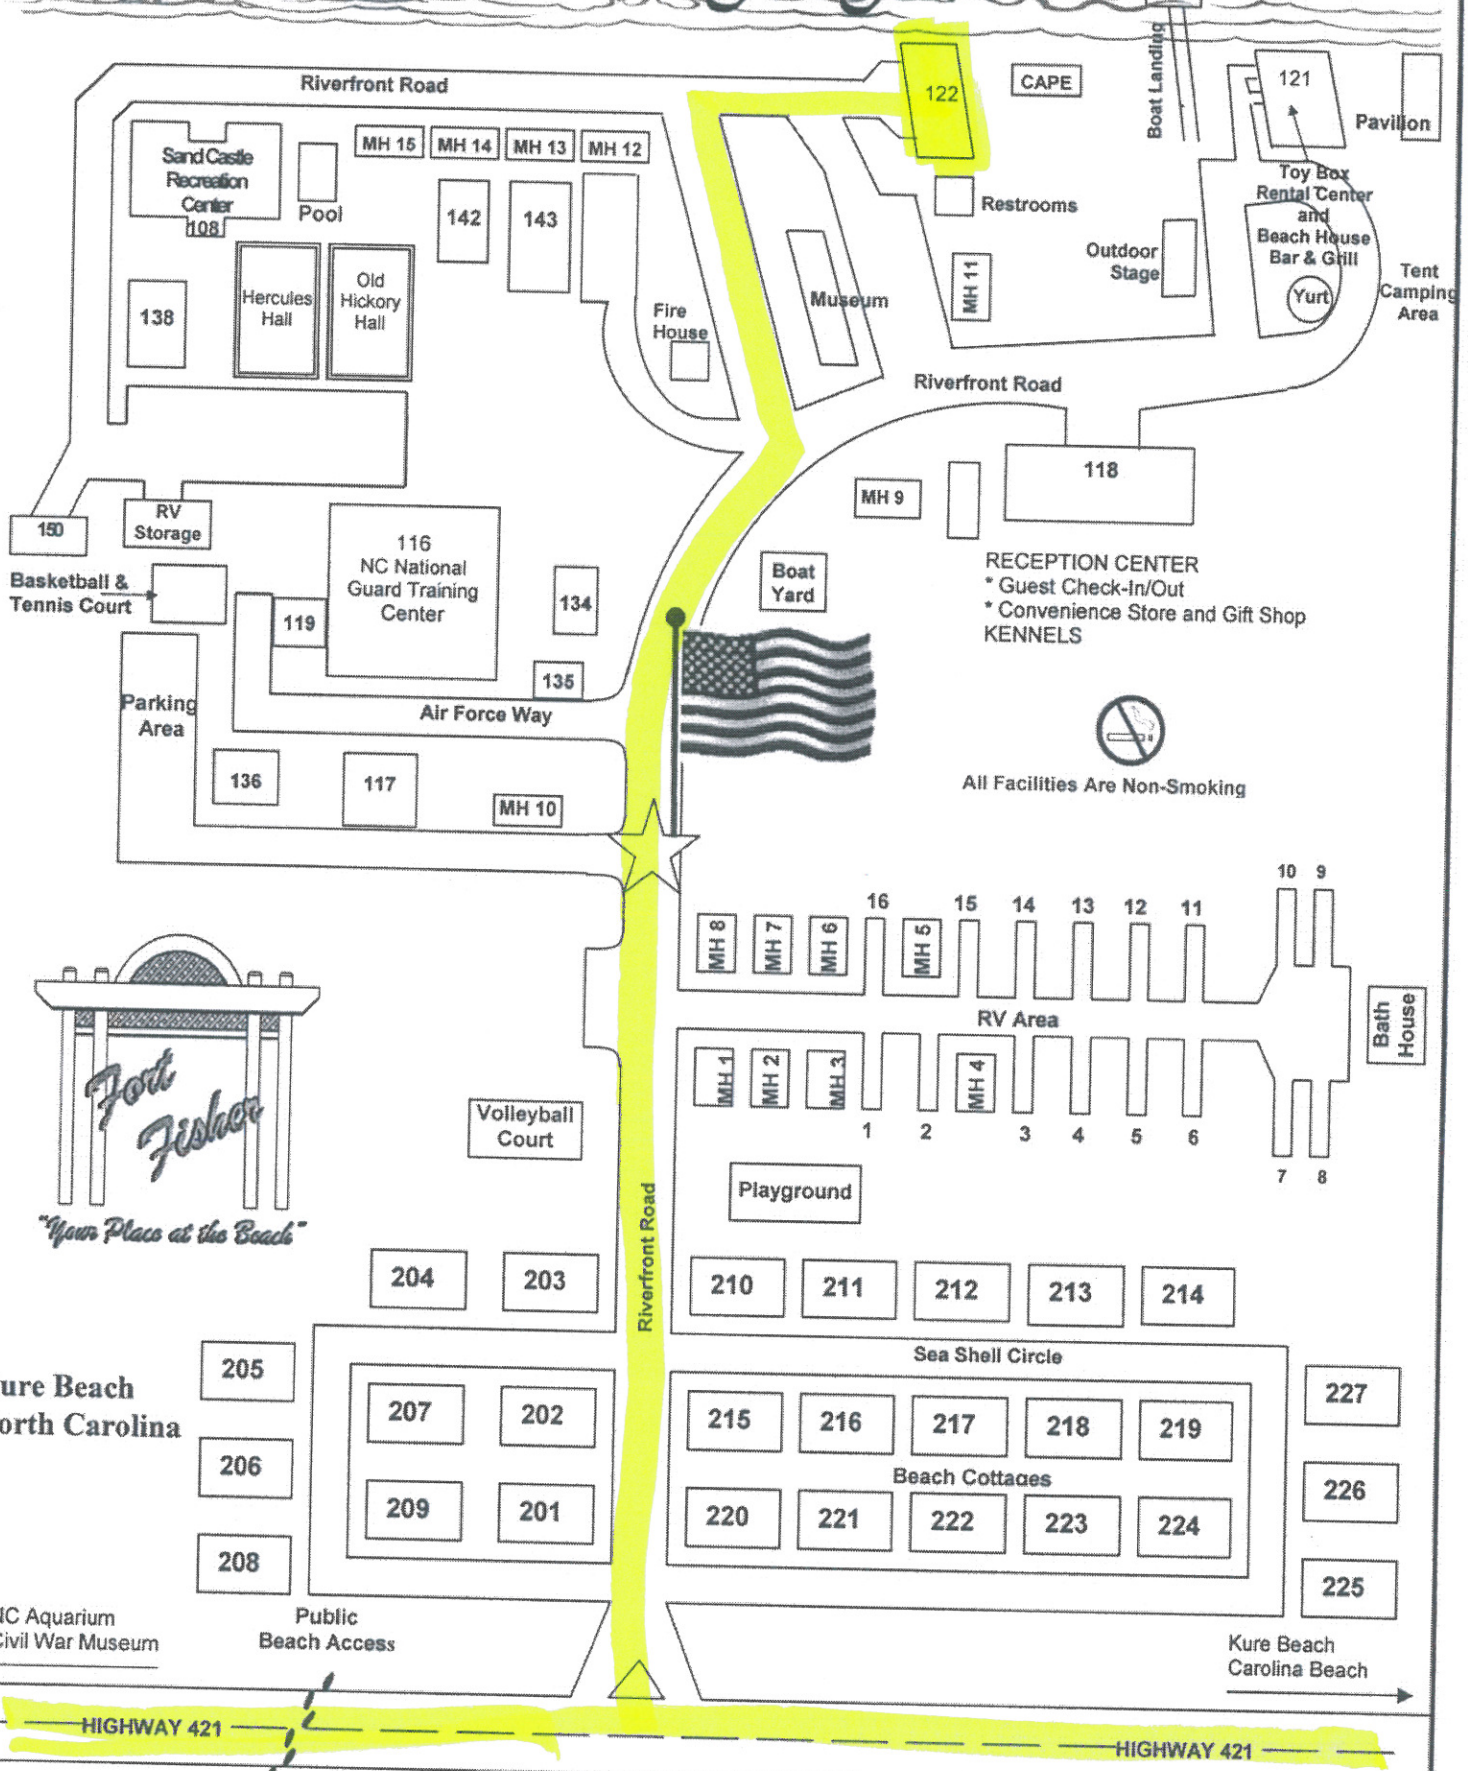 Riverfront Road
122
CAPE
Boat Landing
121
Pavilion
Sand Castle
Recreation
Center
108
Pool
MH 15
MH 14
MH 13
MH 12
142
143
Restrooms
Toy Box
Rental Center
and
Beach House
Bar & Grill
Yurt
Tent
Camping
Area
Outdoor
Stage
MH 11
Museum
138
Hercules
Hall
Old
Hickory
Hall
Fire
House
Riverfront Road
118
MH 9
150
RV
Storage
116
NC National
Guard Training
Center
Basketball &
Tennis Court
119
134
135
Boat
Yard
RECEPTION CENTER
* Guest Check-In/Out
* Convenience Store and Gift Shop
KENNELS
Parking
Area
Air Force Way
136
117
MH 10
All Facilities Are Non-Smoking
10
9
16
15
14
13
12
11
MH 8
MH 7
MH 6
MH 5
RV Area
Bath
House
MH 1
MH 2
MH 3
MH 4
1
2
3
4
5
6
7
8
Fort
Fisher
"Your Place at the Beach"
Volleyball
Court
Playground
Riverfront Road
204
203
210
211
212
213
214
Sea Shell Circle
205
207
202
215
216
217
218
219
227
ure Beach
orth Carolina
Beach Cottages
206
209
201
220
221
222
223
224
226
208
225
NC Aquarium
Civil War Museum
Public
Beach Access
Kure Beach
Carolina Beach
HIGHWAY 421
HIGHWAY 421